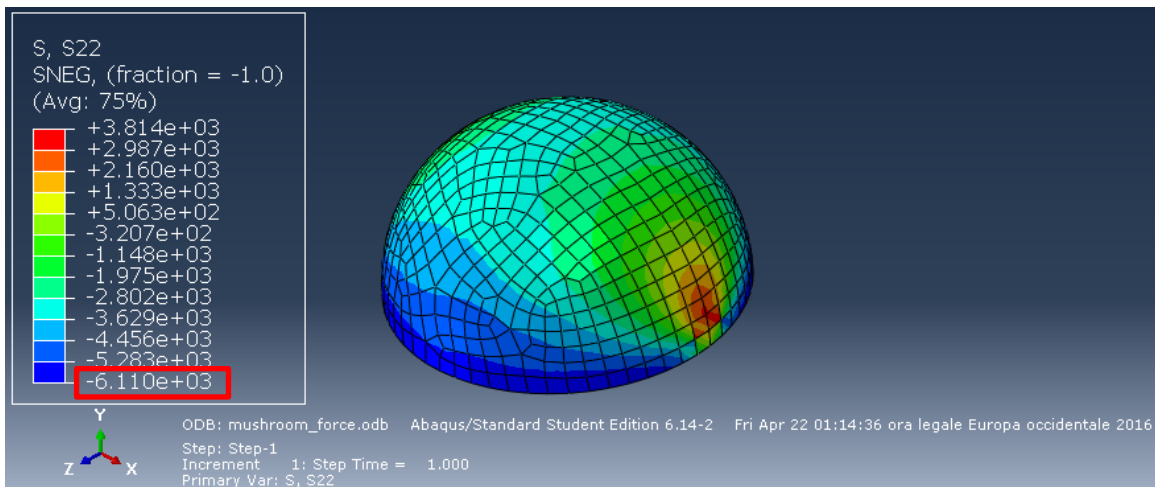 S, S22
SNEG, (fraction = -1.0)
(Avg: 75%)
+3.814e+03
+2.987e+03
+2.160e+03
+1.333e+03
+5.063e+02
-3.207e+02
-1.148e+03
-1.975e+03
-2.802e+03
-3.629e+03
-4.456e+03
-5.283e+03
-6.110e+03
Y
Z X
ODB: mushroom_force.odb Abaqus/Standard Student Edition 6.14-2 Fri Apr 22 01:14:36 ora legale Europa occidentale 2016
Step: Step-1
Increment 1: Step Time = 1.000
Primary Var: S, S22